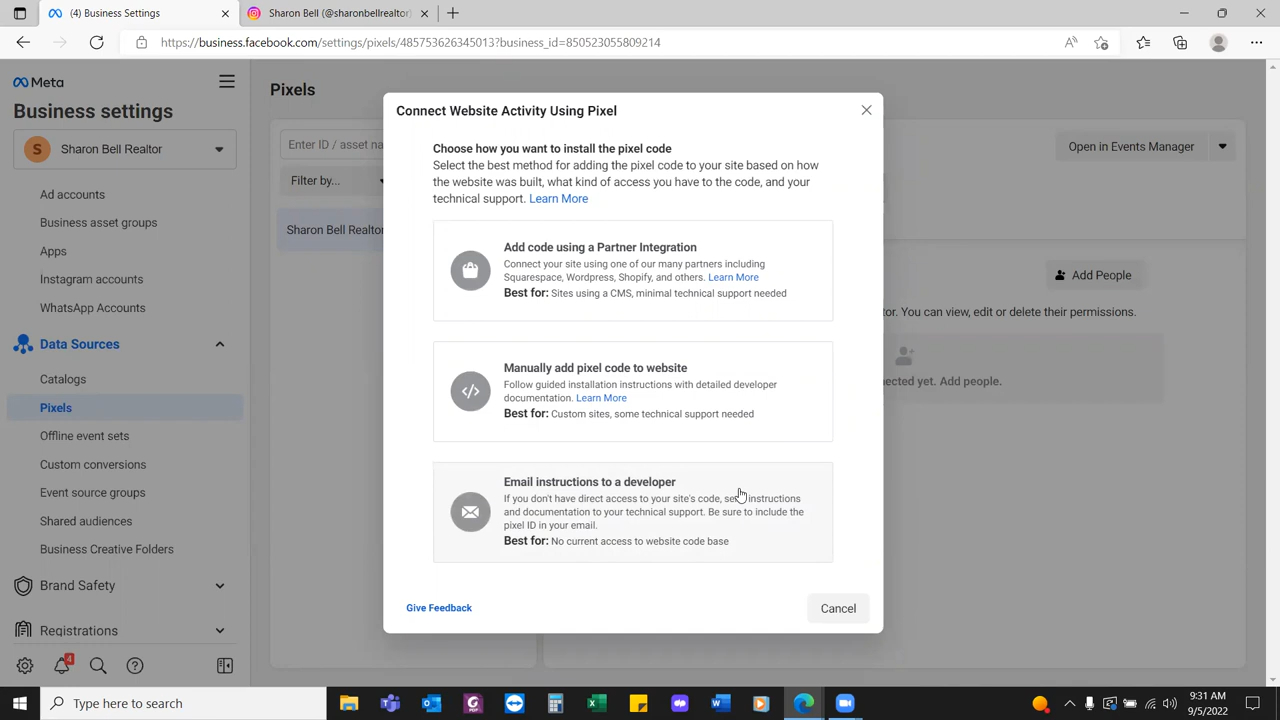 (4) Business Settings
Sharon Bell (@sharonbellrealtor)
https://business.facebook.com/settings/pixels/485753626345013?business_id=850523055809214
Meta
Business settings
S
Sharon Bell Realtor
Ad accounts
Business asset groups
Apps
Instagram accounts
WhatsApp Accounts
Data Sources
Catalogs
Pixels
Offline event sets
Custom conversions
Event source groups
Shared audiences
Business Creative Folders
Brand Safety
Registrations
4
Pixels
Enter ID / asset na
Filter by...
Sharon Bell Realtor
Open in Events Manager
Add People
tor. You can view, edit or delete their permissions.
nected yet. Add people.
Connect Website Activity Using Pixel
Choose how you want to install the pixel code
Select the best method for adding the pixel code to your site based on how
the website was built, what kind of access you have to the code, and your
technical support. Learn More
Add code using a Partner Integration
Connect your site using one of our many partners including
Squarespace, Wordpress, Shopify, and others. Learn More
Best for: Sites using a CMS, minimal technical support needed
Manually add pixel code to website
Follow guided installation instructions with detailed developer
documentation. Learn More
Best for: Custom sites, some technical support needed
Email instructions to a developer
If you don't have direct access to your site's code, se instructions
and documentation to your technical support. Be sure to include the
pixel ID in your email.
Best for: No current access to website code base
Give Feedback
Cancel
Type here to search
9:31 AM
9/5/2022